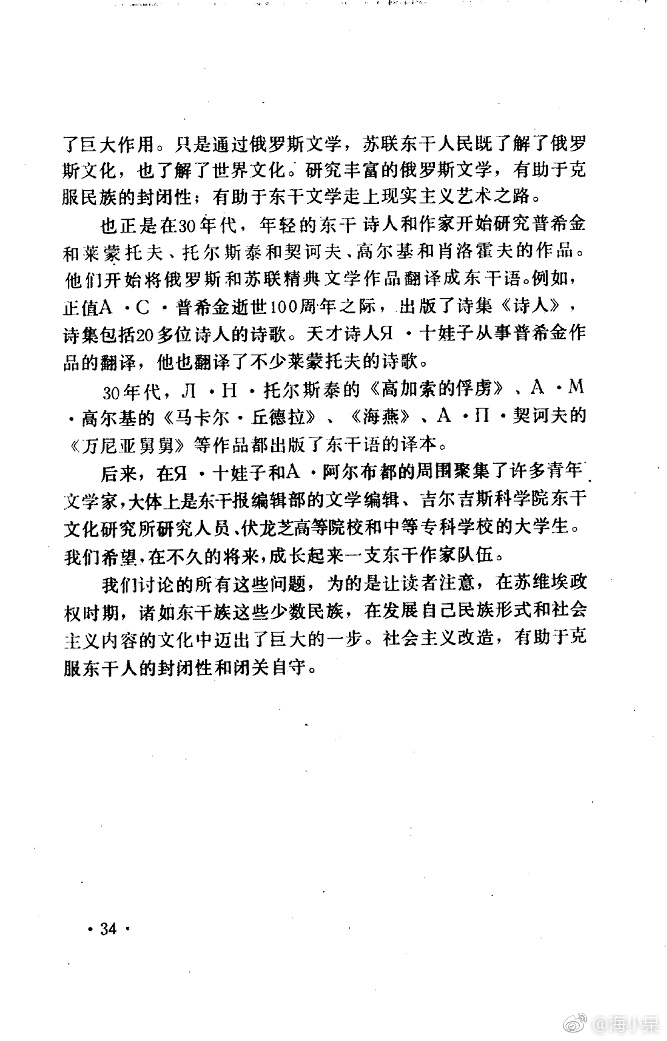 了巨大作用。只是通过俄罗斯文学，苏联东干人民既了解了俄罗
斯文化，也了解了世界文化。研究丰富的俄罗斯文学，有助于克
服民族的封闭性；有助于东干文学走上现实主义艺术之路。
也正是在30年代，年轻的东干诗人和作家开始研究普希金
和莱蒙托夫、托尔斯泰和契诃夫、高尔基和肖洛霍夫的作品。
他们开始将俄罗斯和苏联精典文学作品翻译成东干语。例如，
正值А·С·普希金逝世100周年之际，出版了诗集《诗人》，
诗集包括20多位诗人的诗歌。天才诗人Я·十娃子从事普希金作
品的翻译，他也翻译了不少莱蒙托夫的诗歌。
30年代，Л·Н·托尔斯泰的《高加索的俘虏》、А·М
·高尔基的《马卡尔·丘德拉》、《海燕》、А·П·契诃夫的
《万尼亚舅舅》等作品都出版了东干语的译本。
后来，在Я·十娃子和А·阿尔布都的周围聚集了许多青年
文学家，大体上是东干报编辑部的文学编辑、吉尔吉斯科学院东干
文化研究所研究人员、伏龙芝高等院校和中等专科学校的大学生。
我们希望，在不久的将来，成长起来一支东干作家队伍。
我们讨论的所有这些问题，为的是让读者注意，在苏维埃政
权时期，诸如东干族这些少数民族，在发展自己民族形式和社会
主义内容的文化中迈出了巨大的一步。社会主义改造，有助于克
服东干人的封闭性和闭关自守。
·34·
@海小呆